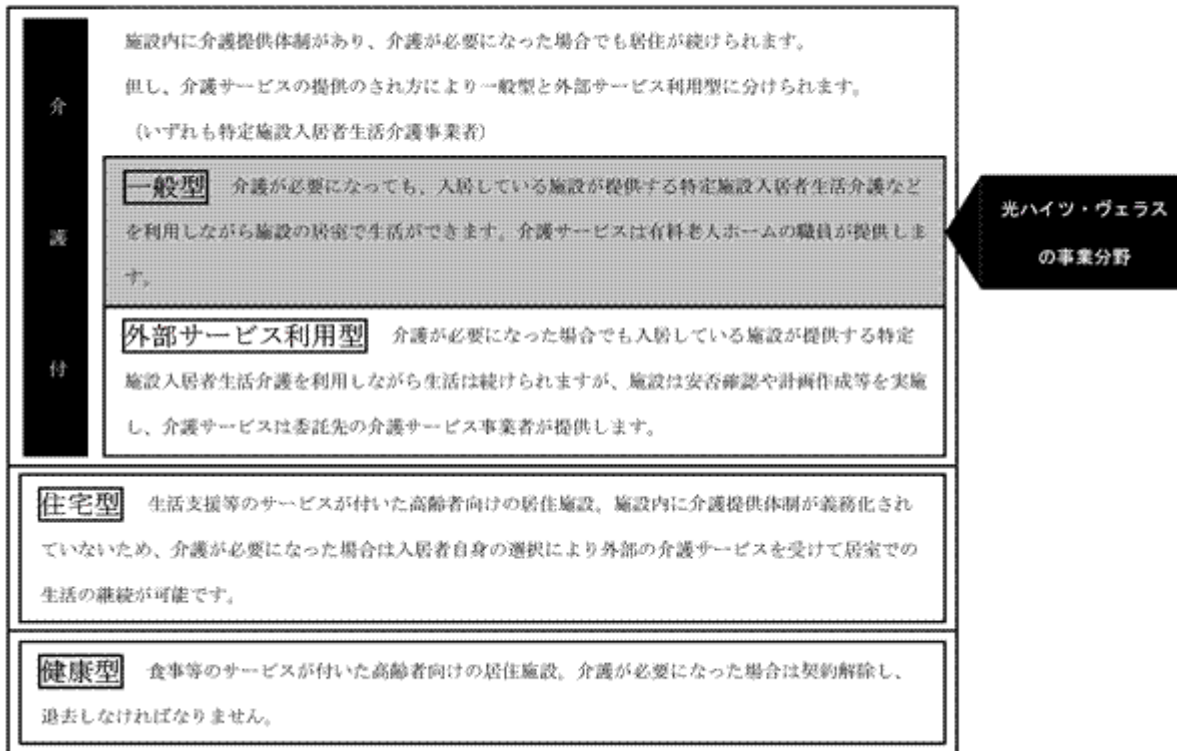 介護付
施設内に介護提供体制があり、介護が必要になった場合でも居住が続けられます。
但し、介護サービスの提供のされ方により一般型と外部サービス利用型に分けられます。
（いずれも特定施設入居者生活介護事業者）
一般型　介護が必要になっても、入居している施設が提供する特定施設入居者生活介護など
を利用しながら施設の居室で生活ができます。介護サービスは有料老人ホームの職員が提供しま
す。
光ハイツ・ヴェラス
の事業分野
外部サービス利用型　介護が必要になった場合でも入居している施設が提供する特定
施設入居者生活介護を利用しながら生活は続けられますが、施設は安否確認や計画作成等を実施
し、介護サービスは委託先の介護サービス事業者が提供します。
住宅型　生活支援等のサービスが付いた高齢者向けの居住施設。施設内に介護提供体制が義務化され
ていないため、介護が必要になった場合は入居者自身の選択により外部の介護サービスを受けて居室での
生活の継続が可能です。
健康型　食事等のサービスが付いた高齢者向けの居住施設。介護が必要になった場合は契約解除し、
退去しなければなりません。